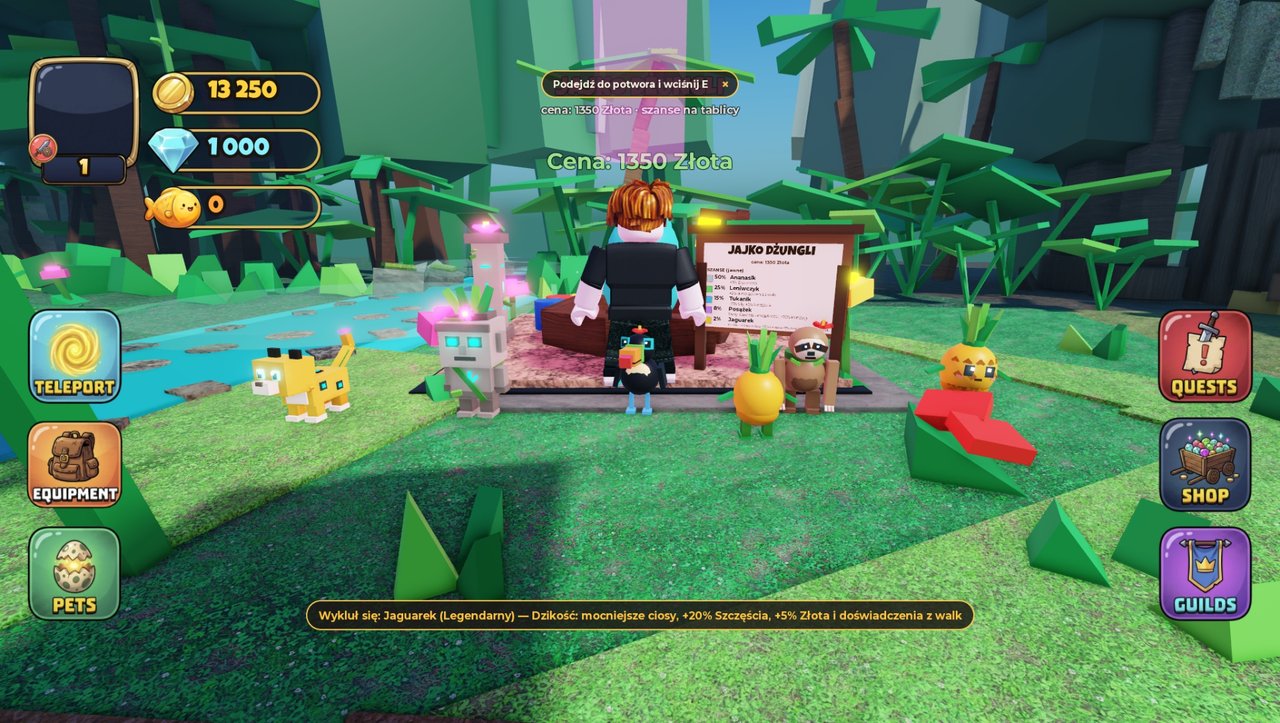 13 250
1 000
0
1
Podejdź do potwora i wciśnij E ×
cena: 1350 Złota · szanse na tablicy
Cena: 1350 Złota
JAJKO DŻUNGLI
cena: 1350 Złota
SZANSE (jawne)
50% Ananasik
25% Leniwczyk
15% Tukanik
8% Posążek
2% Jaguarek
TELEPORT
EQUIPMENT
PETS
QUESTS
SHOP
GUILDS
Wykluł się: Jaguarek (Legendarny) — Dzikość: mocniejsze ciosy, +20% Szczęścia, +5% Złota i doświadczenia z walk